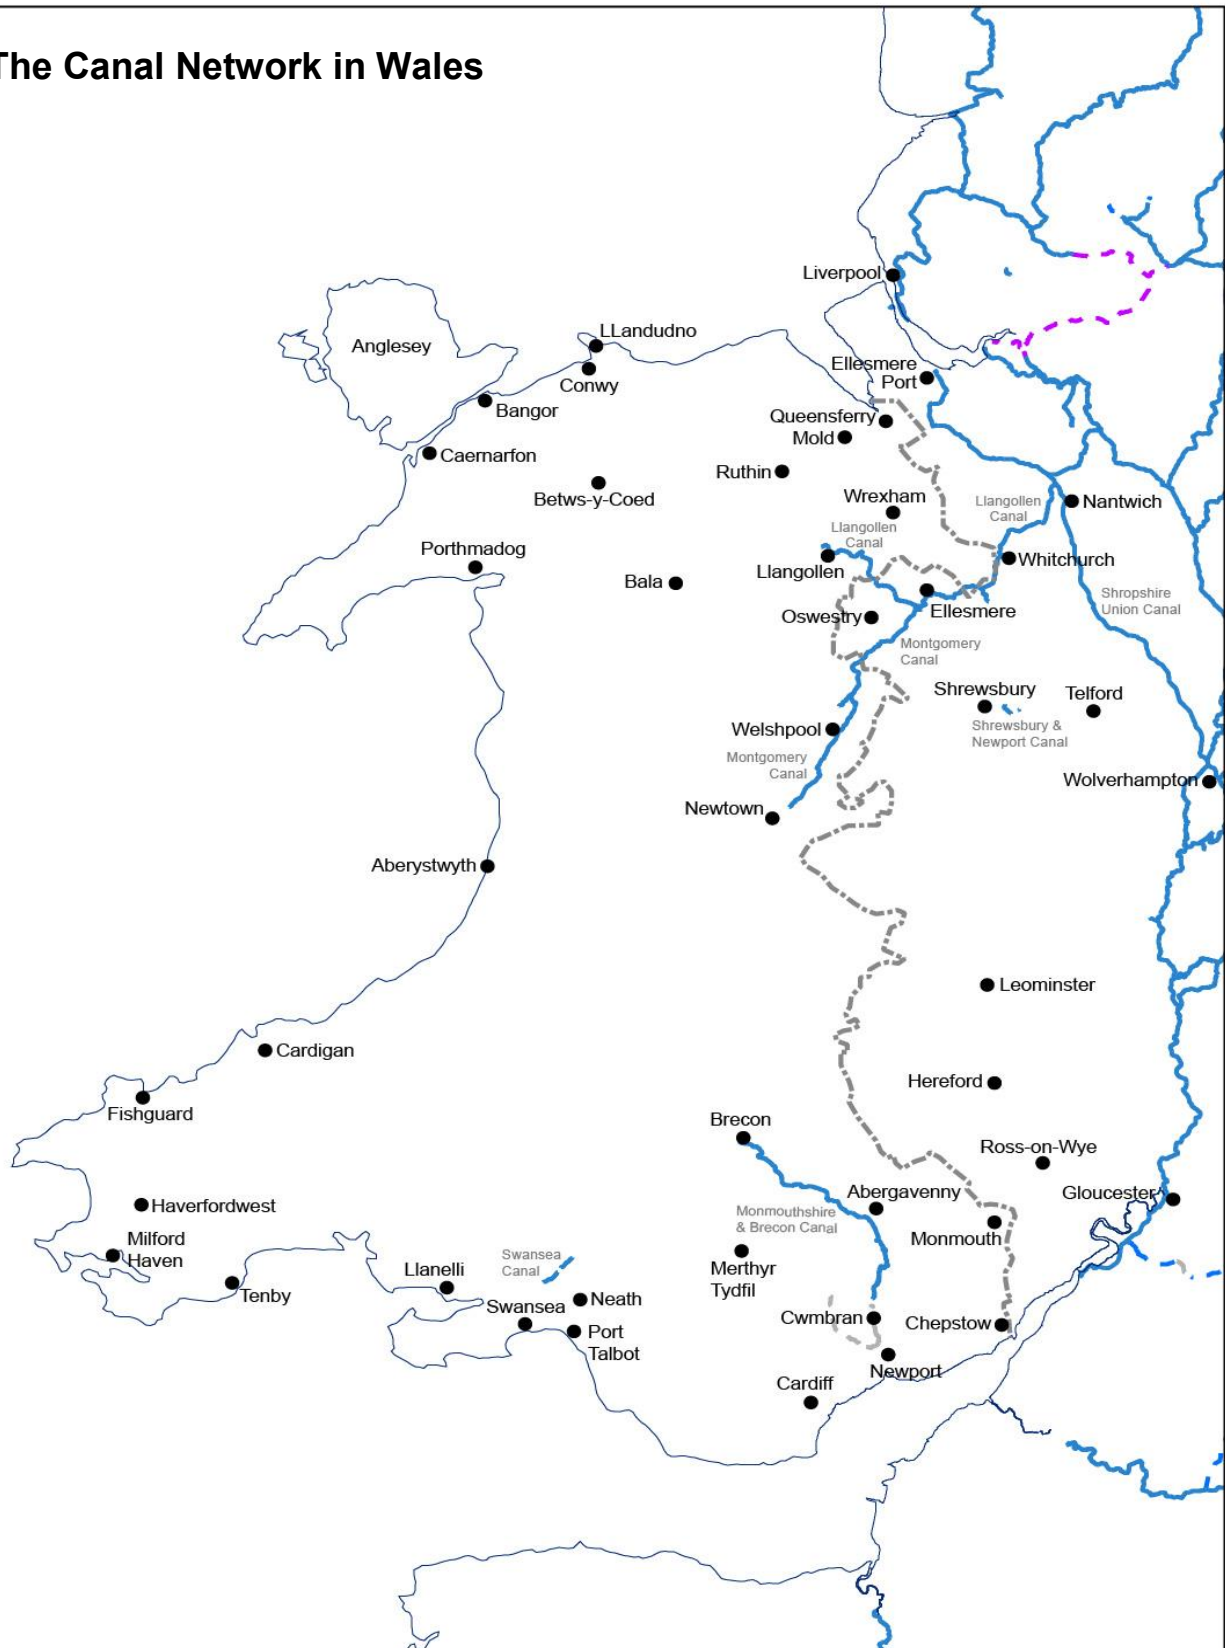 The Canal Network in Wales
Liverpool
LLandudno
Anglesey
Ellesmere
Port
Conwy
Bangor
Queensferry
Mold
Caernarfon
Ruthin
Betws-y-Coed
Wrexham
Llangollen
Canal
Nantwich
Llangollen
Canal
Porthmadog
Whitchurch
Llangollen
Bala
Ellesmere
Shropshire
Union Canal
Oswestry
Montgomery
Canal
Shrewsbury
Telford
Welshpool
Shrewsbury &
Newport Canal
Montgomery
Canal
Wolverhampton
Newtown
Aberystwyth
Leominster
Cardigan
Hereford
Fishguard
Brecon
Ross-on-Wye
Abergavenny
Gloucester
Haverfordwest
Monmouthshire
& Brecon Canal
Monmouth
Milford
Haven
Swansea
Canal
Merthyr
Tydfil
Llanelli
Tenby
Neath
Swansea
Cwmbran
Chepstow
Port
Talbot
Newport
Cardiff